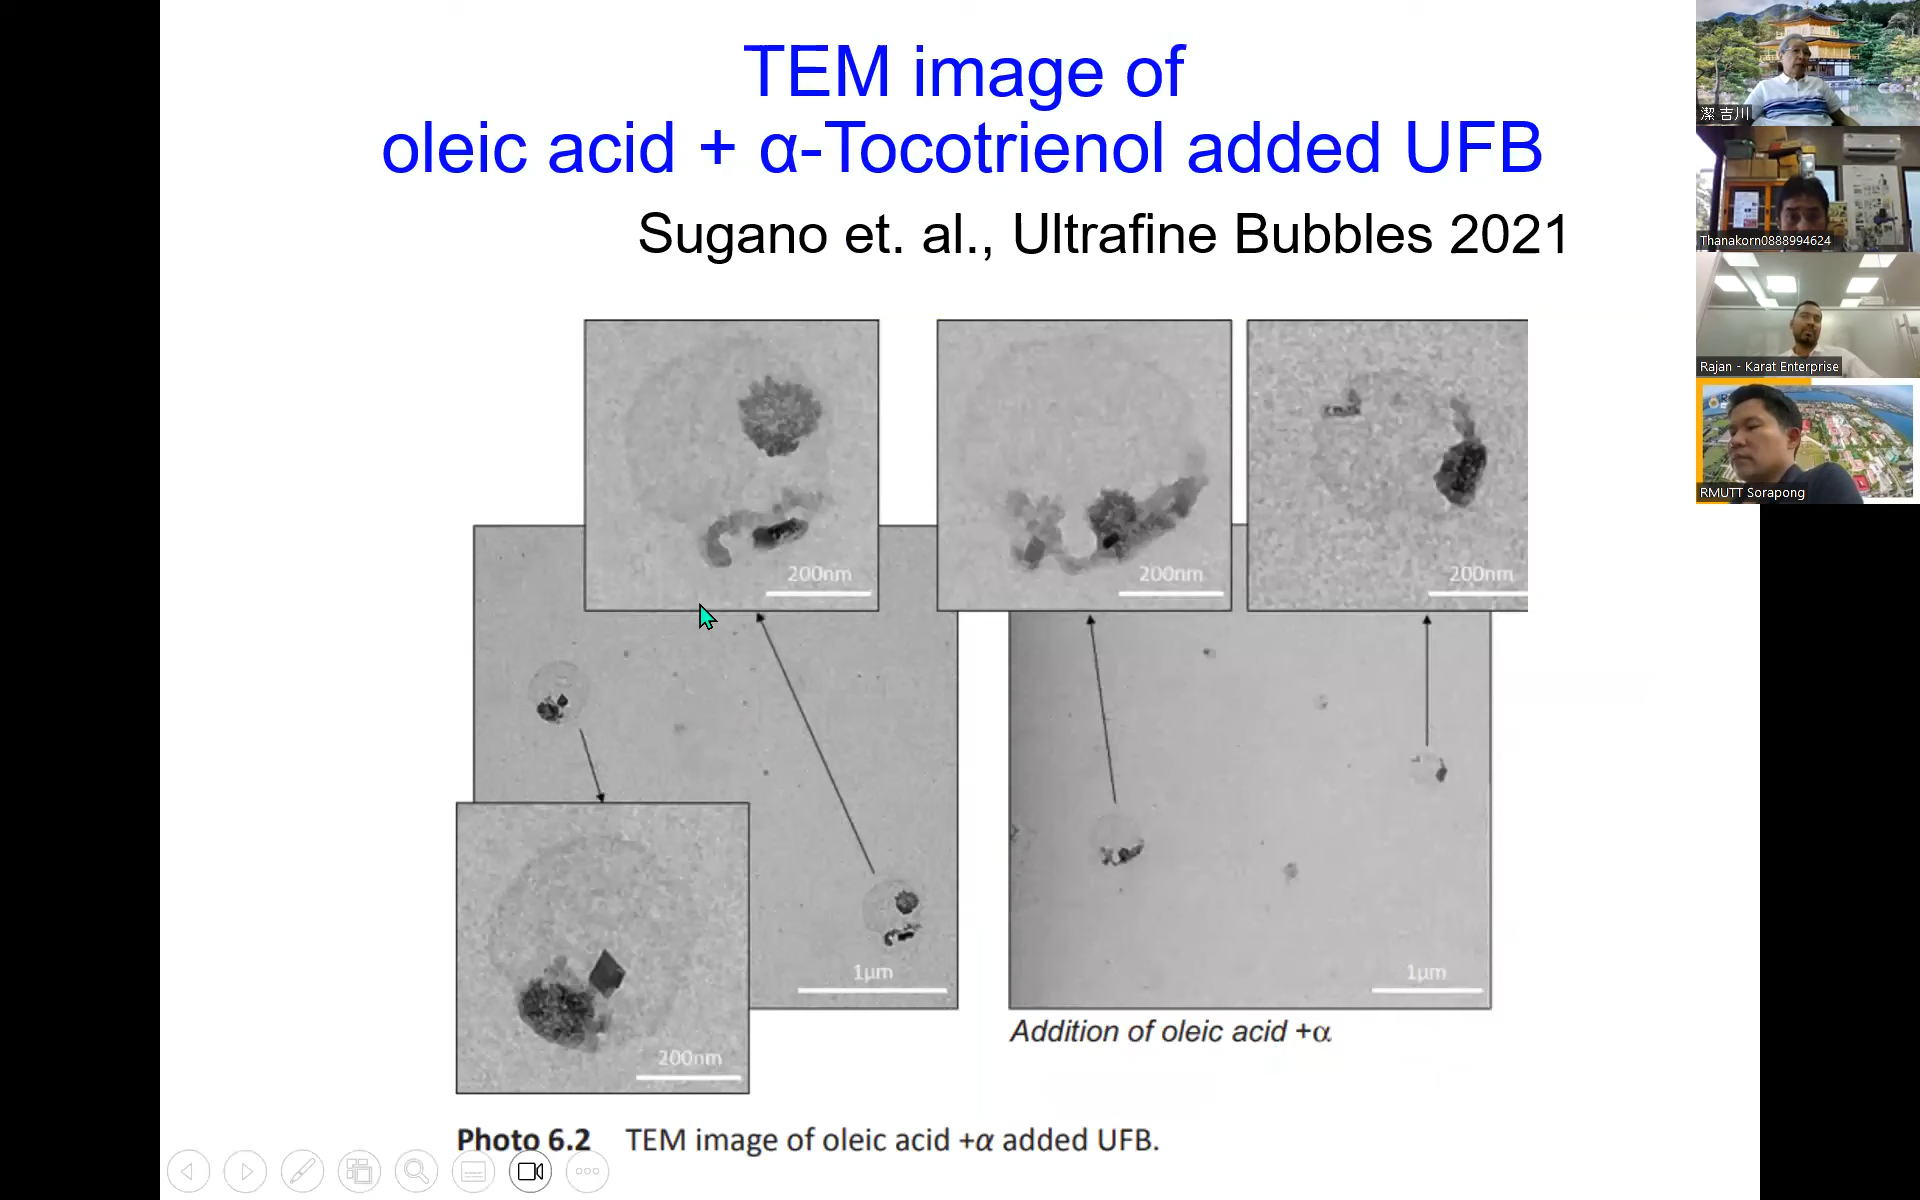 TEM image of
oleic acid + α-Tocotrienol added UFB
Sugano et. al., Ultrafine Bubbles 2021
200nm
200nm
200nm
1μm
200nm
1μm
Addition of oleic acid +α
Photo 6.2 TEM image of oleic acid +α added UFB.
潔 吉川
Thanakorn0888994624
Rajan - Karat Enterprise
RMUTT Sorapong